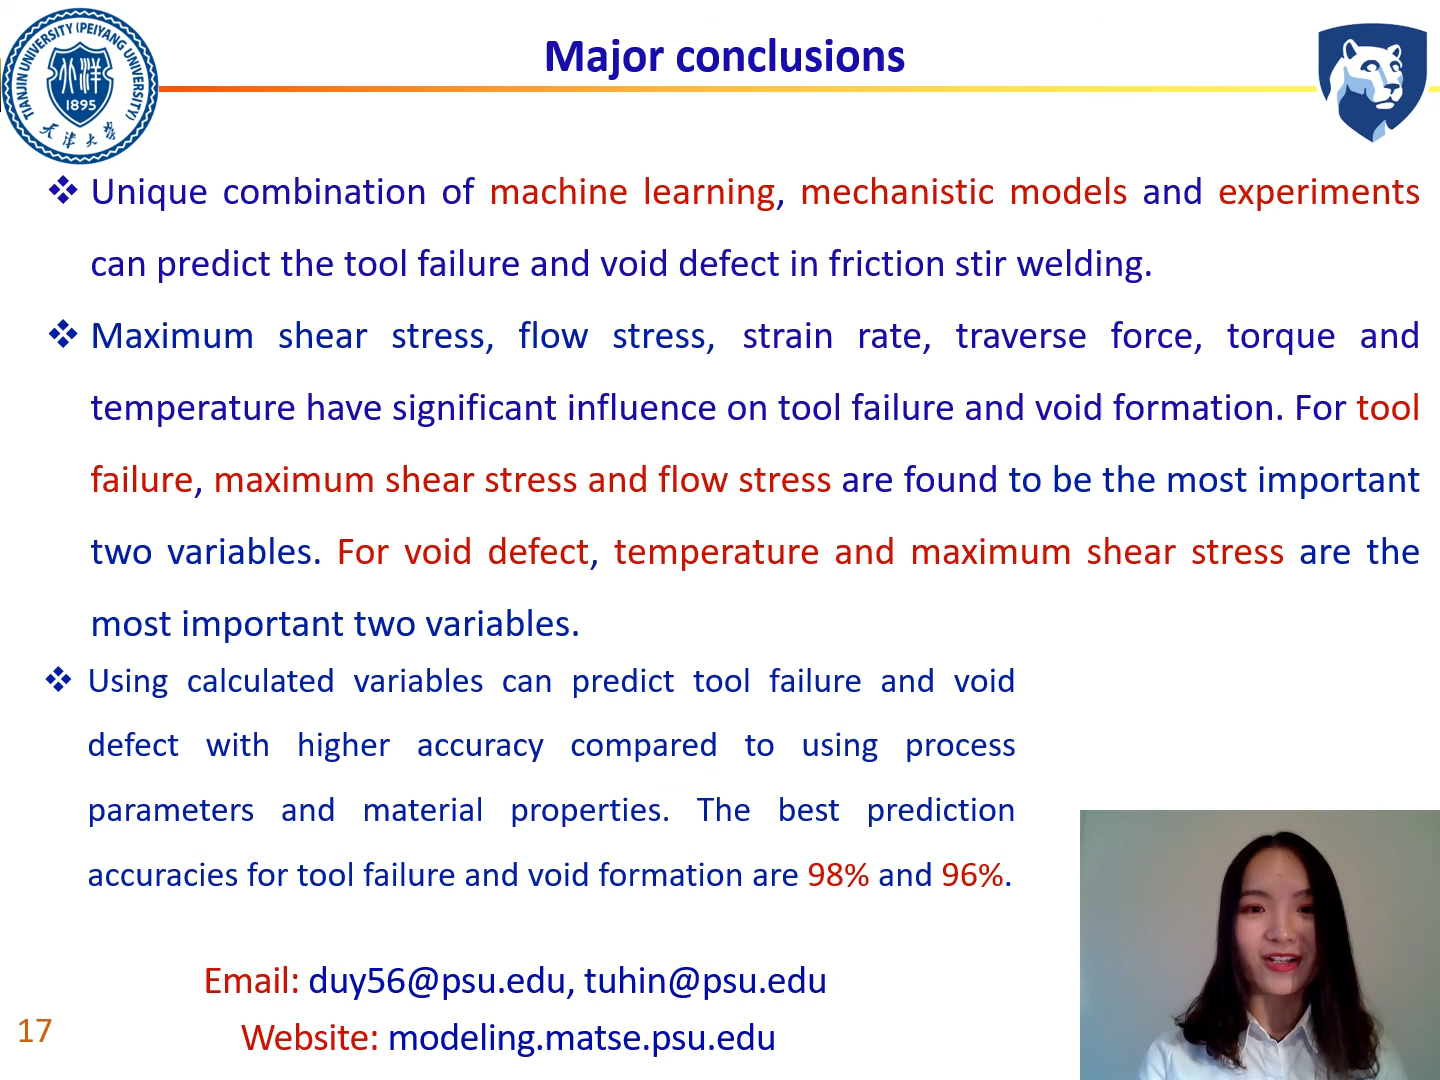 Major conclusions
TIANJIN UNIVERSITY (PEIYANG UNIVERSITY)
北洋
1895
天津大學
❖ Unique combination of machine learning, mechanistic models and experiments
can predict the tool failure and void defect in friction stir welding.
❖ Maximum shear stress, flow stress, strain rate, traverse force, torque and
temperature have significant influence on tool failure and void formation. For tool
failure, maximum shear stress and flow stress are found to be the most important
two variables. For void defect, temperature and maximum shear stress are the
most important two variables.
❖ Using calculated variables can predict tool failure and void
defect with higher accuracy compared to using process
parameters and material properties. The best prediction
accuracies for tool failure and void formation are 98% and 96%.
Email: duy56@psu.edu, tuhin@psu.edu
Website: modeling.matse.psu.edu
17